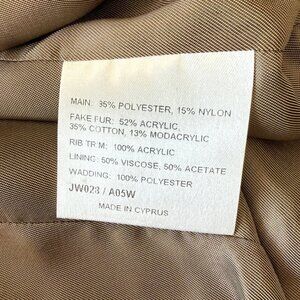 MAIN: 35% POLYESTER, 15% NYLON
FAKE FUR: 52% ACRYLIC,
35% COTTON, 13% MODACRYLIC
RIB TRIM: 100% ACRYLIC
LINING: 50% VISCOSE, 50% ACETATE
WADDING: 100% POLYESTER
JW028 / A05W
MADE IN CYPRUS